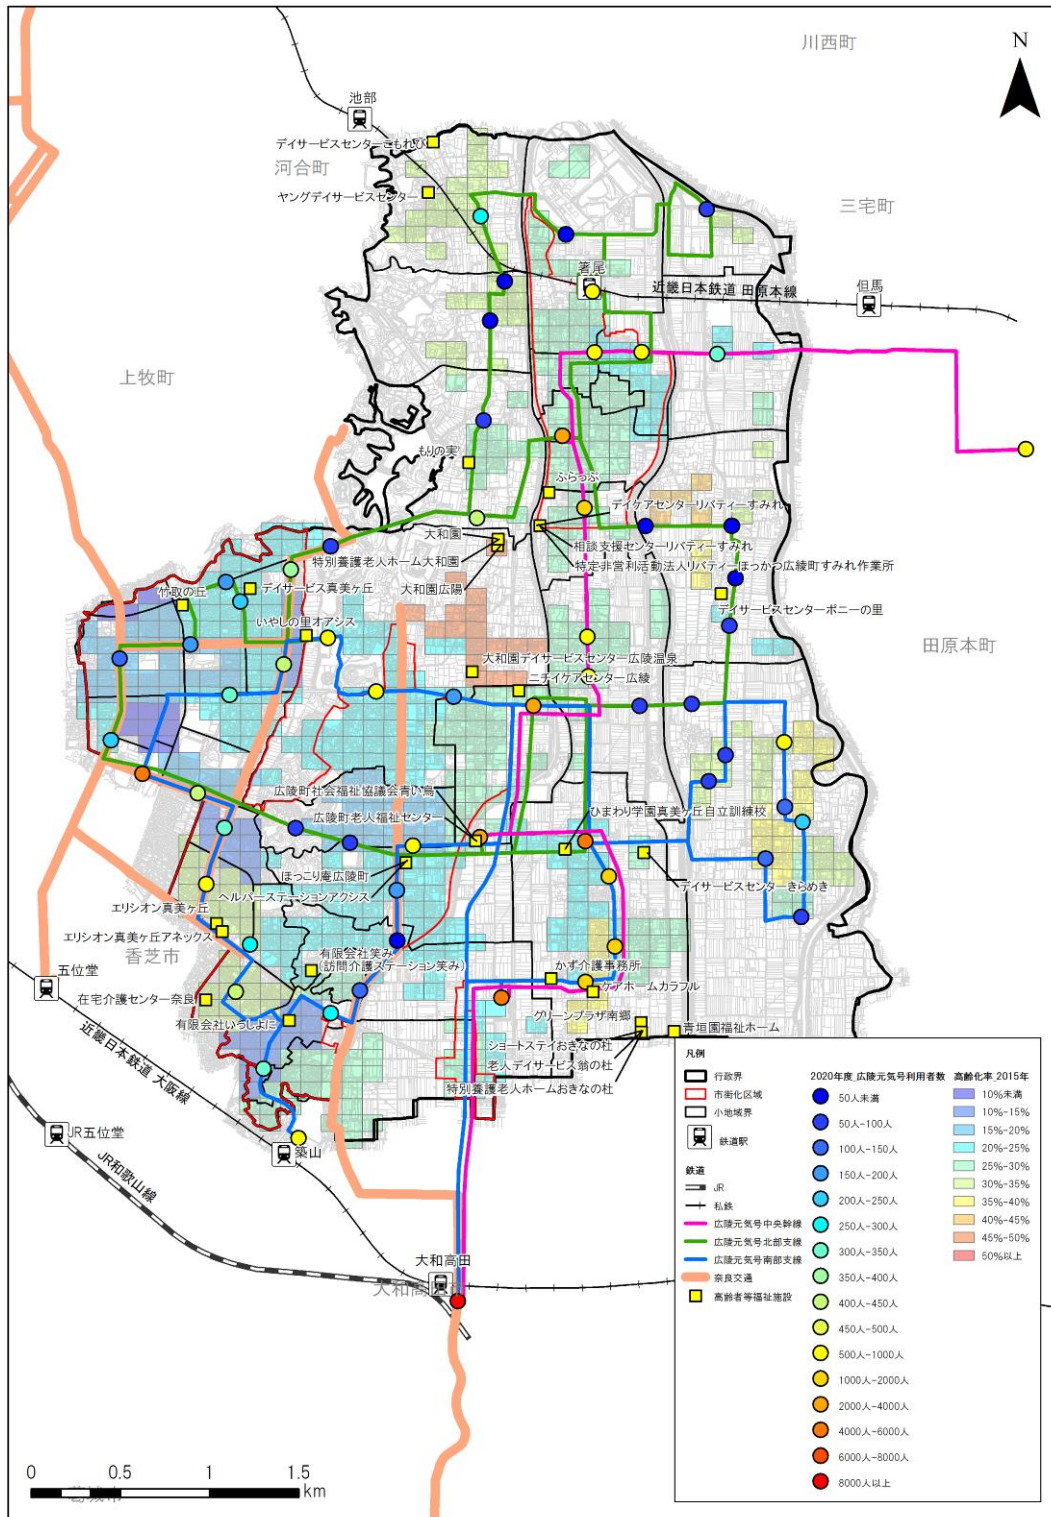 川西町
N
池部
デイサービスセンターこもれび
河合町
ヤングデイサービスセンター
三宅町
箸尾
近畿日本鉄道 田原本線
但馬
上牧町
もりの実
ふらっぷ
デイケアセンターリバティーすみれ
大和園
相談支援センターリバティーすみれ
特別養護老人ホーム大和園
特定非営利活動法人リバティーほっかつ広綾町すみれ作業所
竹取の丘
デイサービス真美ヶ丘
大和園広陽
デイサービスセンターポニーの里
いやしの里オアシス
田原本町
大和園デイサービスセンター広陵温泉
ニチイケアセンター広綾
広陵町社会福祉協議会青い鳥
広陵町老人福祉センター
ひまわり学園真美ヶ丘自立訓練校
ほっこり庵広陵町
デイサービスセンターきらめき
ヘルパーステーションアクシス
エリシオン真美ヶ丘
エリシオン真美ヶ丘アネックス
香芝市
有限会社笑み
(訪問介護ステーション笑み)
かず介護事務所
五位堂
ケアホームカラフル
在宅介護センター奈良
グリーンプラザ南郷
有限会社いっしょに
青垣園福祉ホーム
ショートステイおきなの杜
老人デイサービス翁の杜
近畿日本鉄道 大阪線
特別養護老人ホームおきなの杜
JR五位堂
築山
JR和歌山線
大和高田
凡例
行政界
市街化区域
小地域界
鉄道駅
鉄道
JR
私鉄
広陵元気号中央幹線
広陵元気号北部支線
広陵元気号南部支線
奈良交通
高齢者等福祉施設
2020年度_広陵元気号利用者数
50人未満
50人-100人
100人-150人
150人-200人
200人-250人
250人-300人
300人-350人
350人-400人
400人-450人
450人-500人
500人-1000人
1000人-2000人
2000人-4000人
4000人-6000人
6000人-8000人
8000人以上
高齢化率_2015年
10%未満
10%-15%
15%-20%
20%-25%
25%-30%
30%-35%
35%-40%
40%-45%
45%-50%
50%以上
0 0.5 1 1.5
km